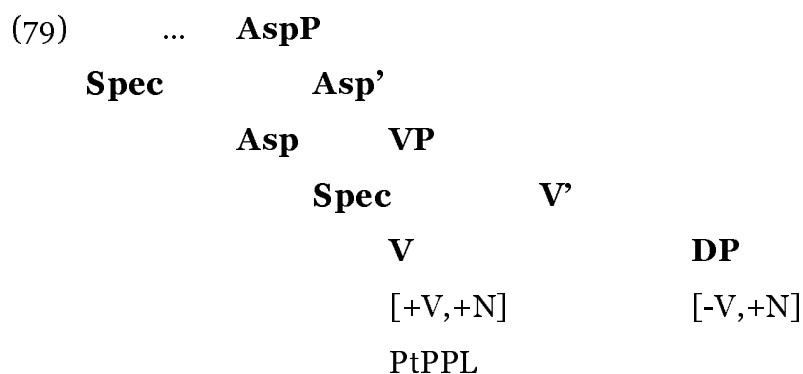 (79) ... AspP
Spec Asp’
Asp VP
Spec V’
V DP
[+V,+N] [-V,+N]
PtPPL